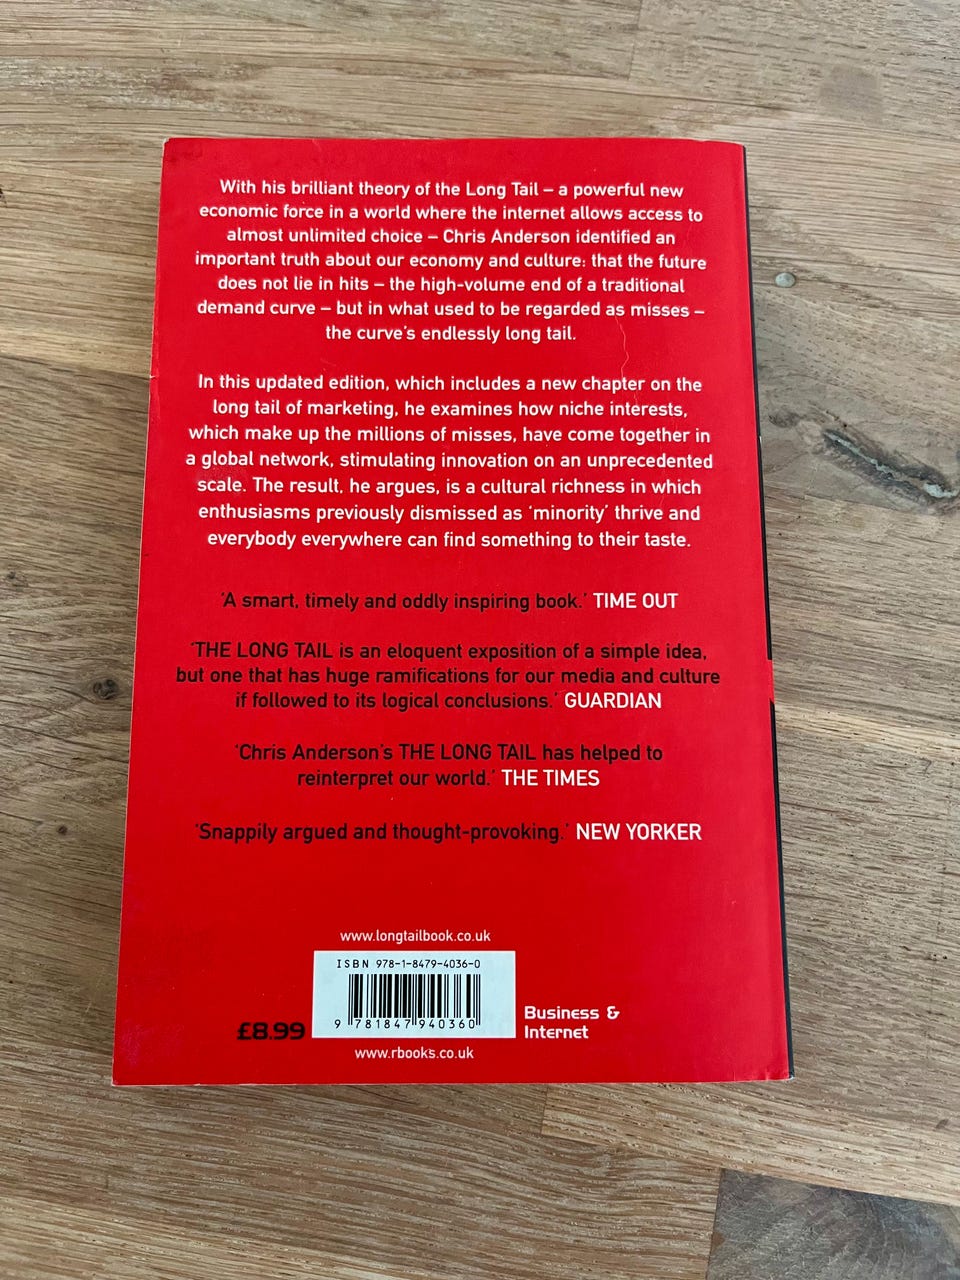 With his brilliant theory of the Long Tail – a powerful new
economic force in a world where the internet allows access to
almost unlimited choice – Chris Anderson identified an
important truth about our economy and culture: that the future
does not lie in hits – the high-volume end of a traditional
demand curve – but in what used to be regarded as misses –
the curve's endlessly long tail.
In this updated edition, which includes a new chapter on the
long tail of marketing, he examines how niche interests,
which make up the millions of misses, have come together in
a global network, stimulating innovation on an unprecedented
scale. The result, he argues, is a cultural richness in which
enthusiasms previously dismissed as 'minority' thrive and
everybody everywhere can find something to their taste.
'A smart, timely and oddly inspiring book.' TIME OUT
'THE LONG TAIL is an eloquent exposition of a simple idea,
but one that has huge ramifications for our media and culture
if followed to its logical conclusions.' GUARDIAN
'Chris Anderson's THE LONG TAIL has helped to
reinterpret our world.' THE TIMES
'Snappily argued and thought-provoking.' NEW YORKER
www.longtailbook.co.uk
ISBN 978-1-8479-4036-0
9 781847 940360
£8.99
Business &
Internet
www.rbooks.co.uk